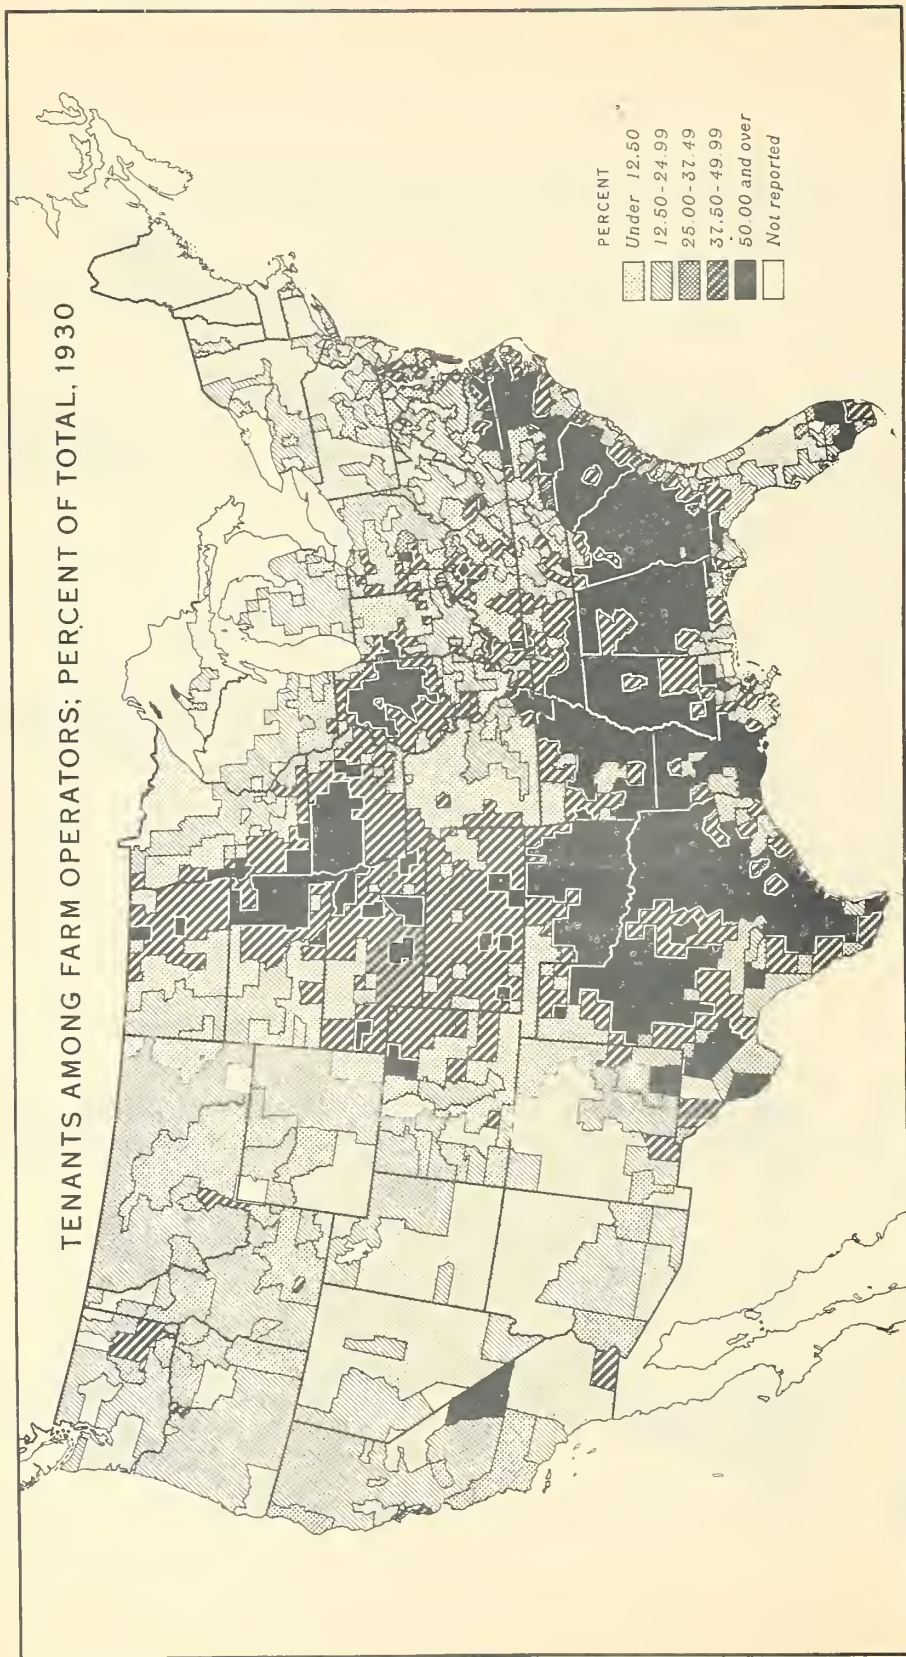 TENANTS AMONG FARM OPERATORS; PERCENT OF TOTAL, 1930
PERCENT
Under 12.50
12.50-24.99
25.00-37.49
37.50-49.99
50.00 and over
Not reported